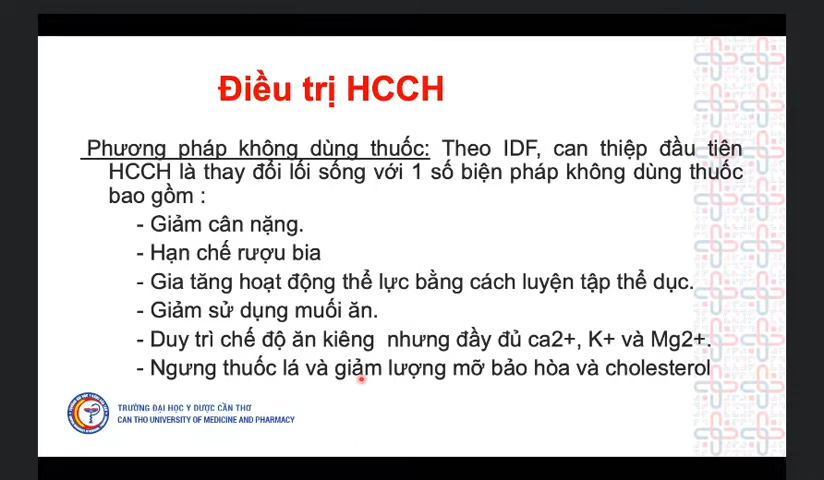 Điều trị HCCH
Phương pháp không dùng thuốc: Theo IDF, can thiệp đầu tiên
HCCH là thay đổi lối sống với 1 số biện pháp không dùng thuốc
bao gồm :
- Giảm cân nặng.
- Hạn chế rượu bia
- Gia tăng hoạt động thể lực bằng cách luyện tập thể dục.
- Giảm sử dụng muối ăn.
- Duy trì chế độ ăn kiêng nhưng đầy đủ ca2+, K+ và Mg2+.
- Ngưng thuốc lá và giảm lượng mỡ bảo hòa và cholesterol
TRƯỜNG ĐẠI HỌC Y DƯỢC CẦN THƠ
CAN THO UNIVERSITY OF MEDICINE AND PHARMACY